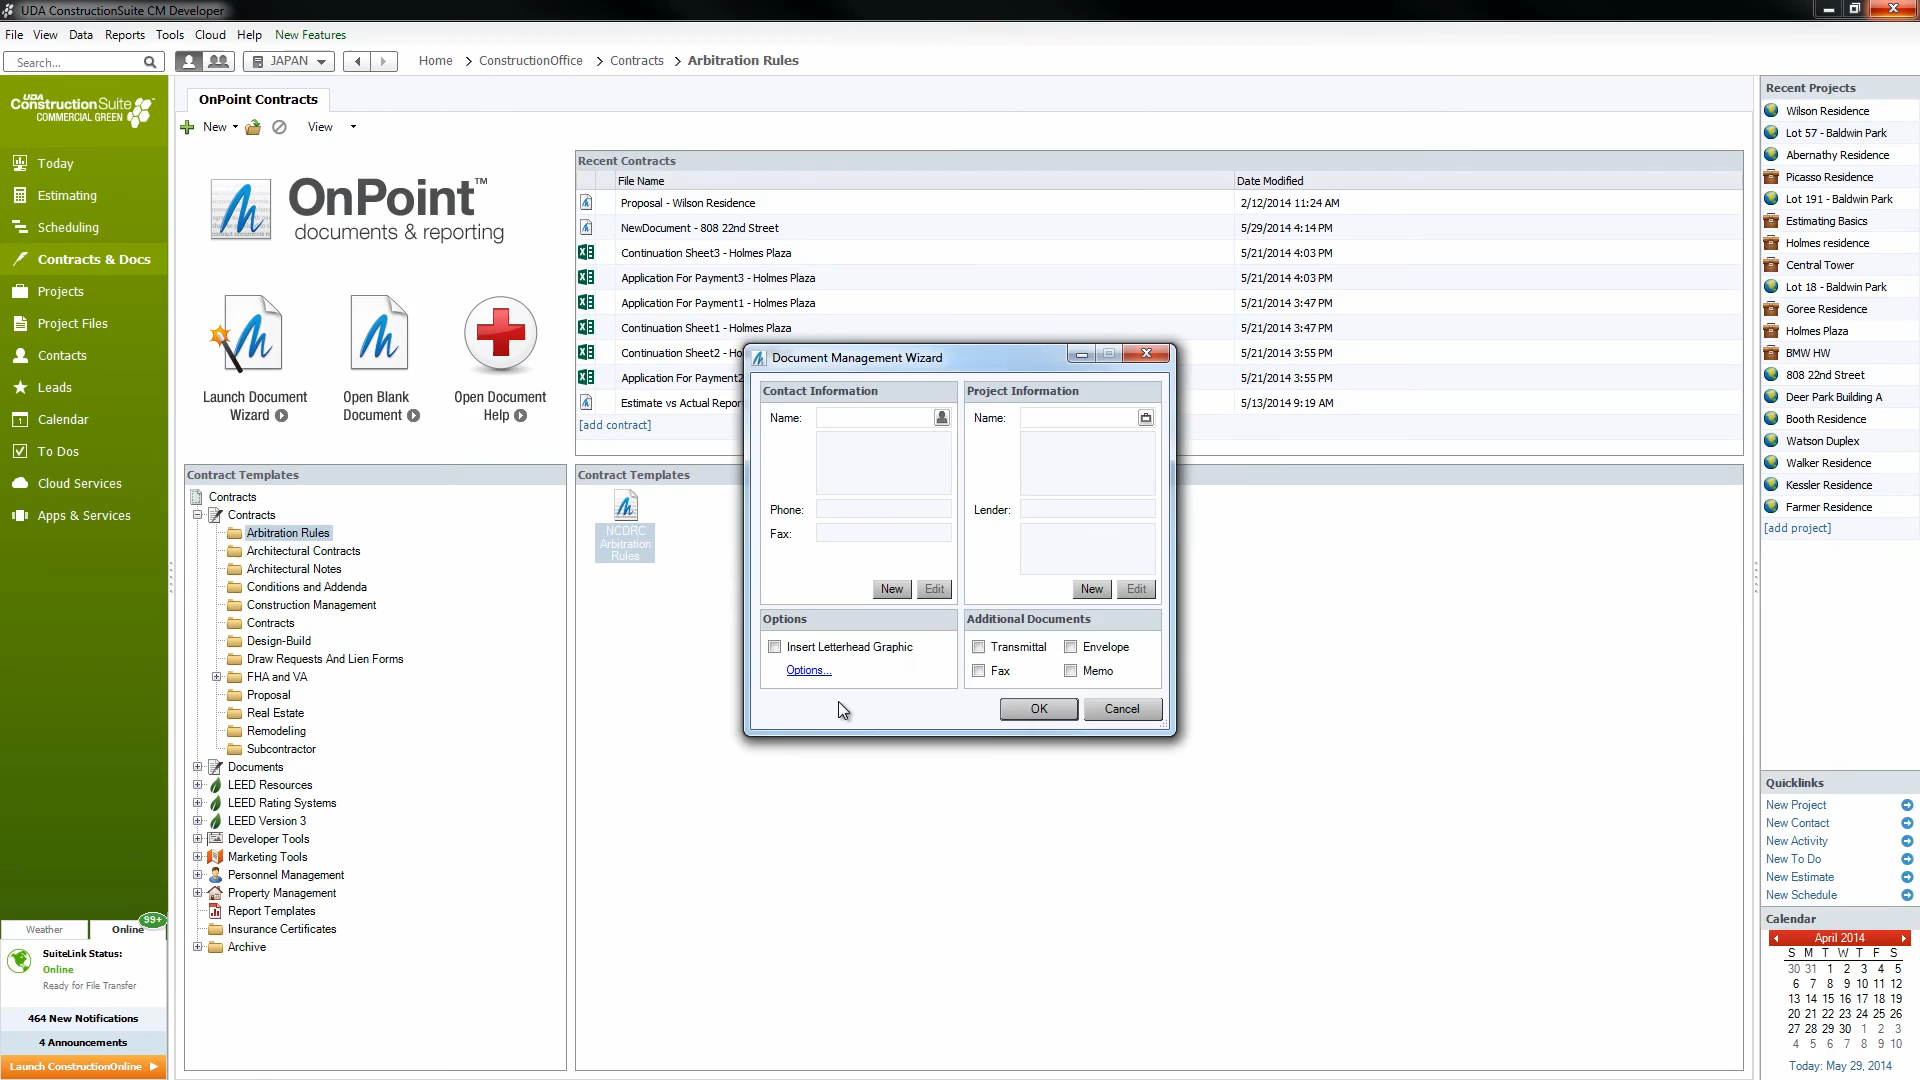 UDA ConstructionSuite CM Developer
File View Data Reports Tools Cloud Help New Features
Search... JAPAN Home ConstructionOffice Contracts Arbitration Rules
UDA
ConstructionSuite
COMMERCIAL GREEN
Today
Estimating
Scheduling
Contracts & Docs
Projects
Project Files
Contacts
Leads
Calendar
To Dos
Cloud Services
Apps & Services
Weather Online 99+
SuiteLink Status:
Online
Ready for File Transfer
464 New Notifications
4 Announcements
Launch ConstructionOnline
OnPoint Contracts
New View
OnPoint™
documents & reporting
Launch Document
Wizard
Open Blank
Document
Open Document
Help
Recent Contracts
File Name Date Modified
Proposal - Wilson Residence 2/12/2014 11:24 AM
NewDocument - 808 22nd Street 5/29/2014 4:14 PM
Continuation Sheet3 - Holmes Plaza 5/21/2014 4:03 PM
Application For Payment3 - Holmes Plaza 5/21/2014 4:03 PM
Application For Payment1 - Holmes Plaza 5/21/2014 3:47 PM
Continuation Sheet1 - Holmes Plaza 5/21/2014 3:47 PM
Continuation Sheet2 - Ho 5/21/2014 3:55 PM
Application For Payment2 5/21/2014 3:55 PM
Estimate vs Actual Repor 5/13/2014 9:19 AM
[add contract]
Contract Templates
Contracts
Contracts
Arbitration Rules
Architectural Contracts
Architectural Notes
Conditions and Addenda
Construction Management
Contracts
Design-Build
Draw Requests And Lien Forms
FHA and VA
Proposal
Real Estate
Remodeling
Subcontractor
Documents
LEED Resources
LEED Rating Systems
LEED Version 3
Developer Tools
Marketing Tools
Personnel Management
Property Management
Report Templates
Insurance Certificates
Archive
Contract Templates
NCDRC
Arbitration
Rules
Document Management Wizard
Contact Information
Name:
Phone:
Fax:
New Edit
Project Information
Name:
Lender:
New Edit
Options
Insert Letterhead Graphic
Options...
Additional Documents
Transmittal Envelope
Fax Memo
OK Cancel
Recent Projects
Wilson Residence
Lot 57 - Baldwin Park
Abernathy Residence
Picasso Residence
Lot 191 - Baldwin Park
Estimating Basics
Holmes residence
Central Tower
Lot 18 - Baldwin Park
Goree Residence
Holmes Plaza
BMW HW
808 22nd Street
Deer Park Building A
Booth Residence
Watson Duplex
Walker Residence
Kessler Residence
Farmer Residence
[add project]
Quicklinks
New Project
New Contact
New Activity
New To Do
New Estimate
New Schedule
Calendar
April 2014
S M T W T F S
30 31 1 2 3 4 5
6 7 8 9 10 11 12
13 14 15 16 17 18 19
20 21 22 23 24 25 26
27 28 29 30 1 2 3
4 5 6 7 8 9 10
Today: May 29, 2014